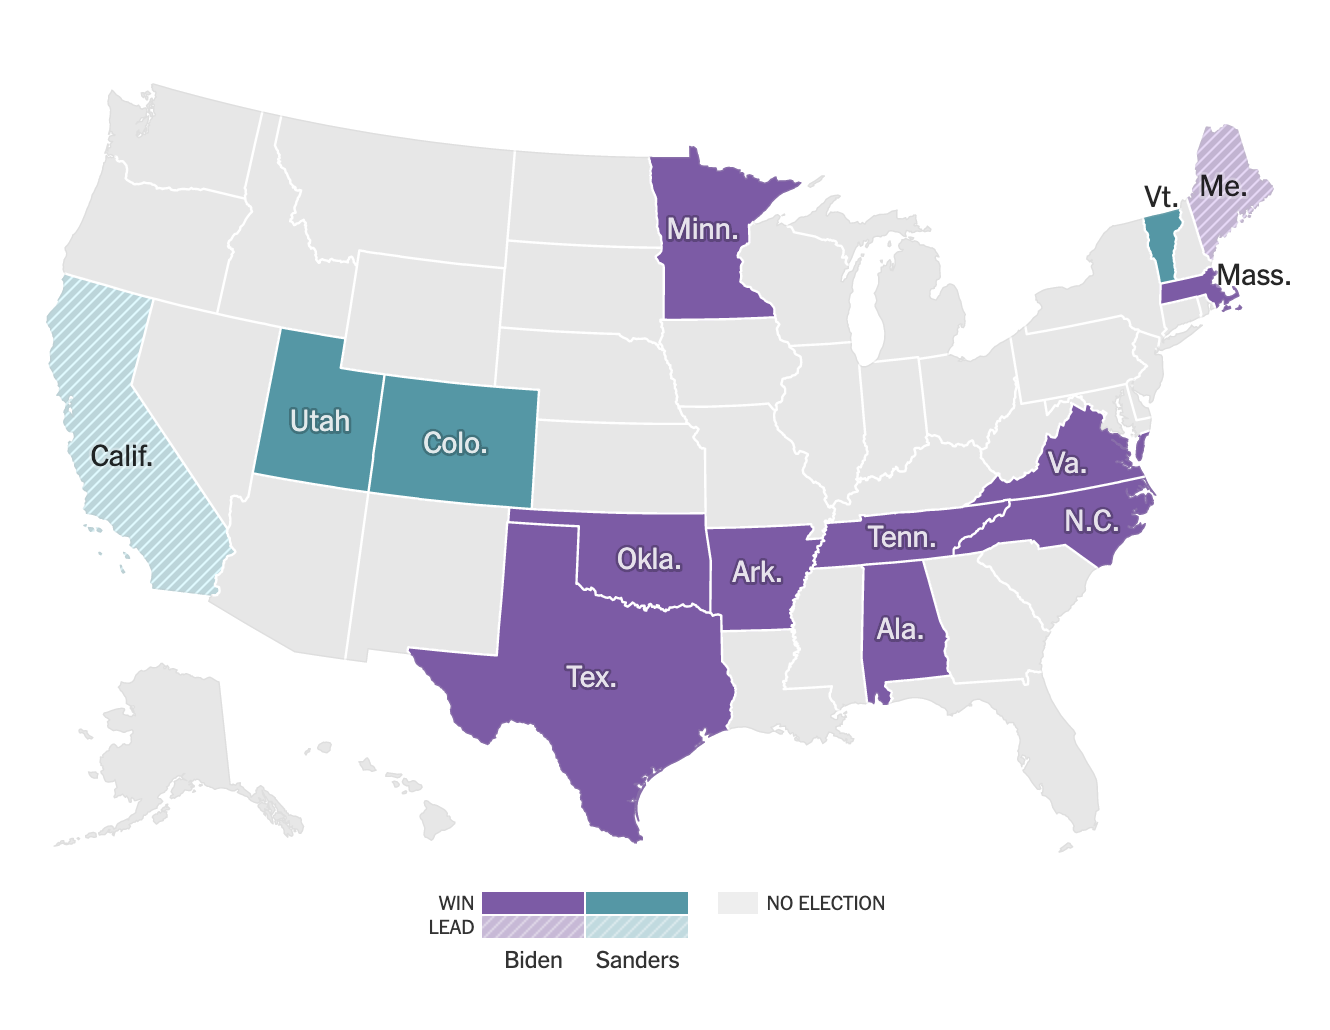 Vt.
Me.
Minn.
Mass.
Utah
Colo.
Calif.
Va.
N.C.
Tenn.
Okla.
Ark.
Ala.
Tex.
WIN
NO ELECTION
LEAD
Biden
Sanders